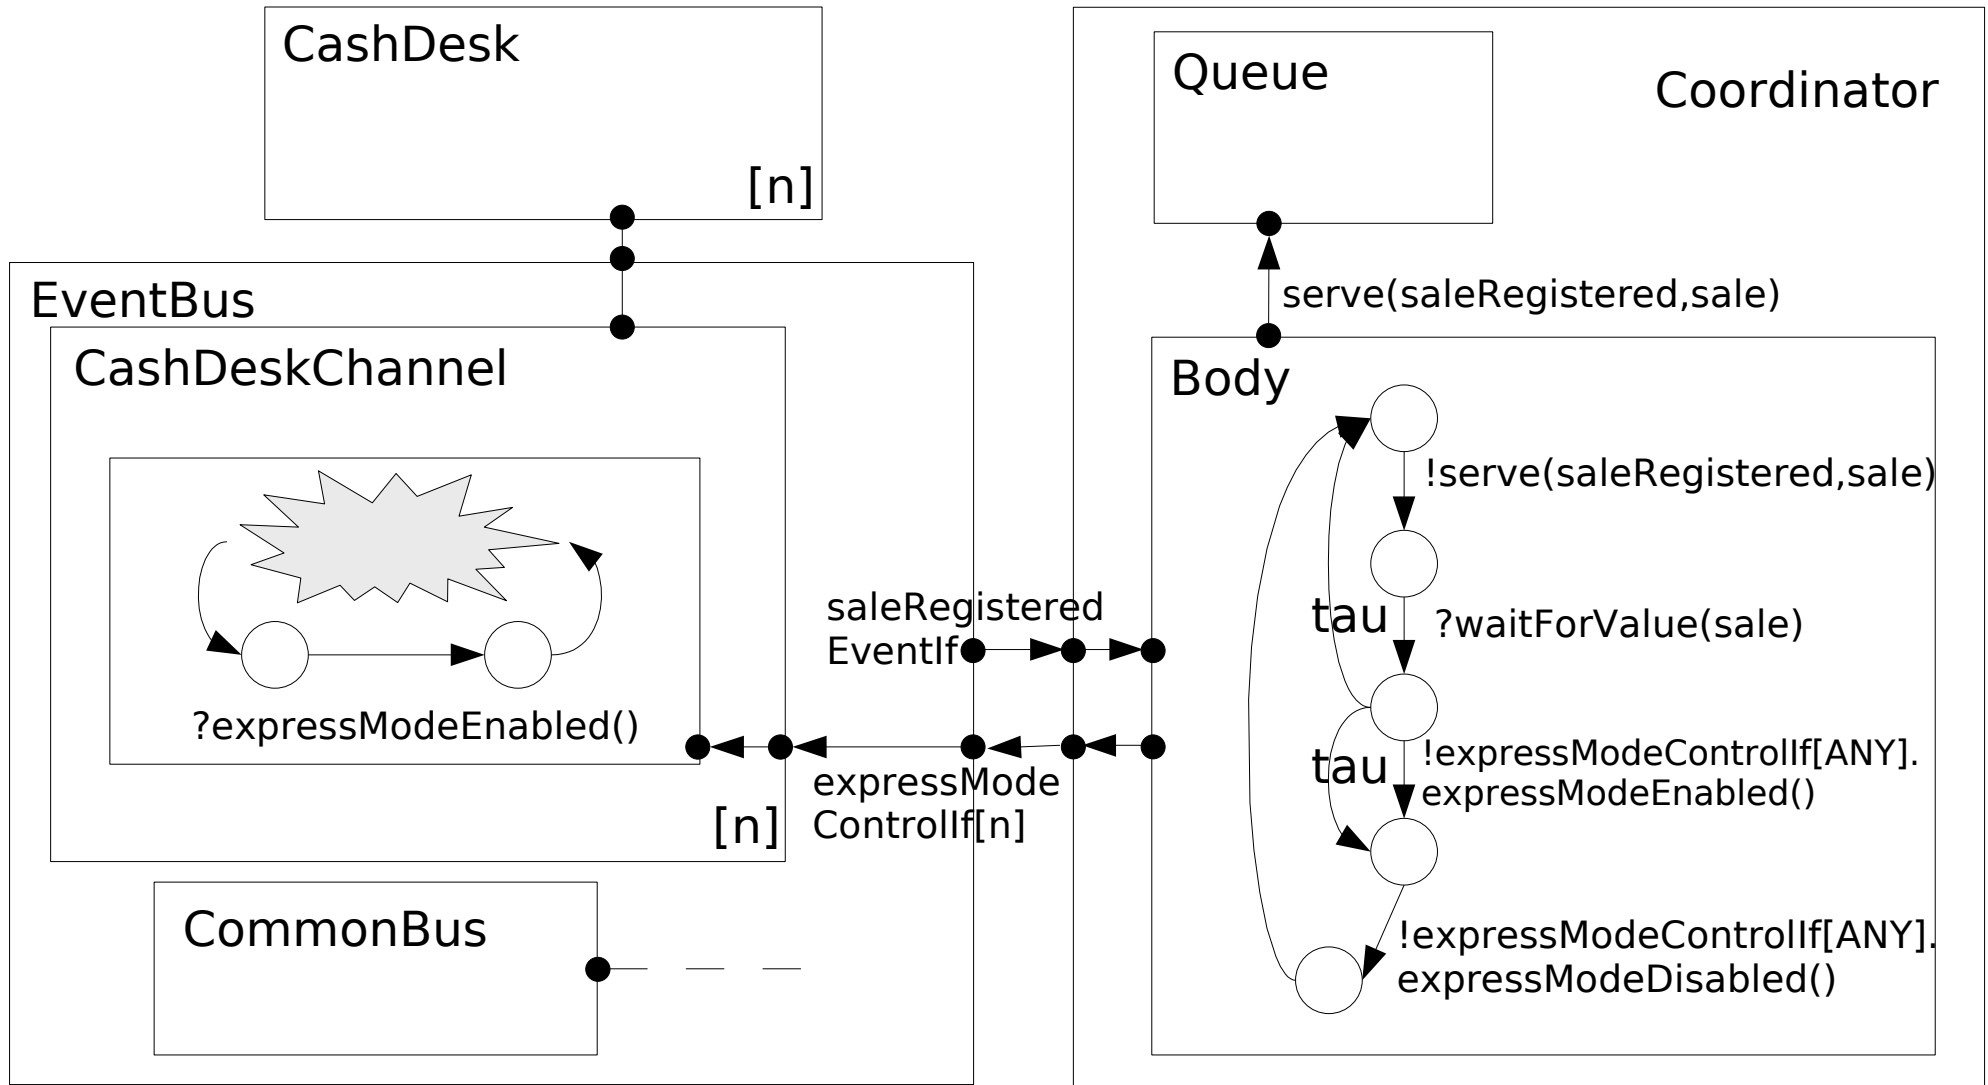 CashDesk
[n]
EventBus
CashDeskChannel
?expressModeEnabled()
[n]
CommonBus
saleRegistered
EventIf
expressMode
ControlIf[n]
Queue
Coordinator
serve(saleRegistered,sale)
Body
!serve(saleRegistered,sale)
tau
?waitForValue(sale)
tau
!expressModeControlIf[ANY].
expressModeEnabled()
!expressModeControlIf[ANY].
expressModeDisabled()